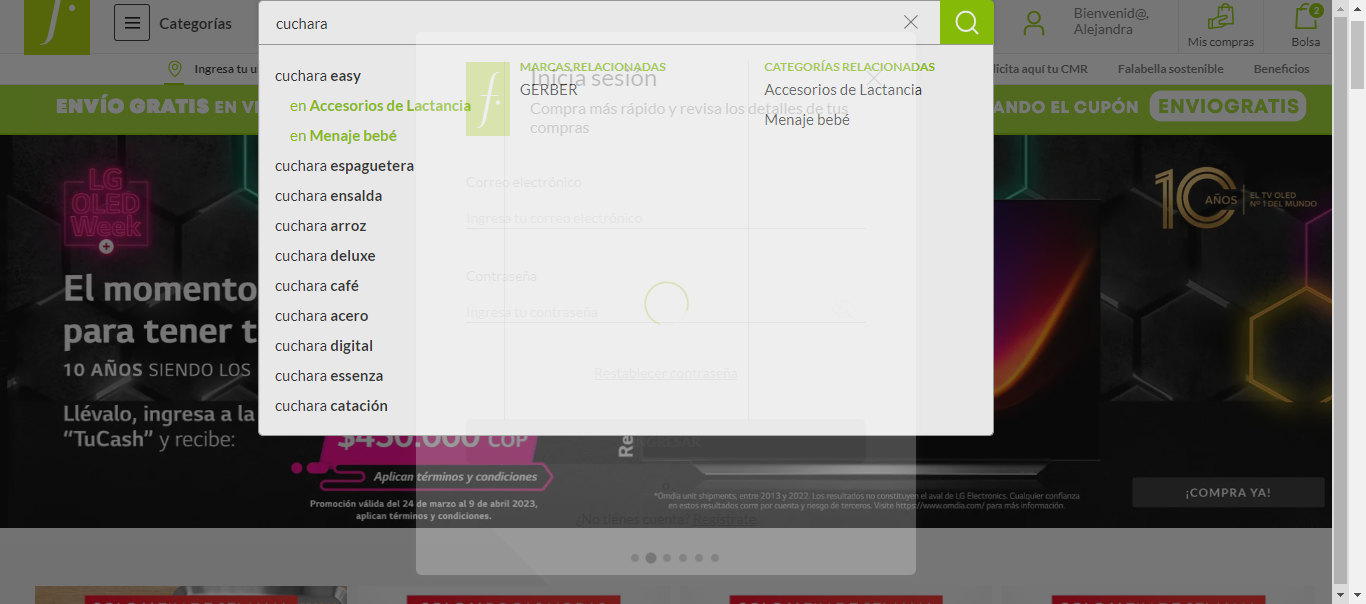 Categorías
cuchara
Bienvenid@,
Alejandra
Mis compras
2
Bolsa
Ingresa tu u
licita aquí tu CMR
Falabella sostenible
Beneficios
ENVÍO GRATIS EN VE
ANDO EL CUPÓN ENVIOGRATIS
cuchara easy
en Accesorios de Lactancia
en Menaje bebé
cuchara espaguetera
cuchara ensalda
cuchara arroz
cuchara deluxe
cuchara café
cuchara acero
cuchara digital
cuchara essenza
cuchara catación
MARCAS RELACIONADAS
GERBER
CATEGORÍAS RELACIONADAS
Accesorios de Lactancia
Menaje bebé
Inicia sesión
Compra más rápido y revisa los detalles de tus
compras
Correo electrónico
Ingresa tu correo electrónico
Contraseña
Ingresa tu contraseña
Restablecer contraseña
INGRESAR
o
¿No tienes cuenta? Regístrate
LG
OLED
Week
El momento
para tener t
10 AÑOS SIENDO LOS
Llévalo, ingresa a la
“TuCash” y recibe:
$450.000 COP
Aplican términos y condiciones
Promoción válida del 24 de marzo al 9 de abril 2023,
aplican términos y condiciones.
Re
10 AÑOS
EL TV OLED
Nº 1 DEL MUNDO
*Omdia unit shipments, entre 2013 y 2022. Los resultados no constituyen el aval de LG Electronics. Cualquier confianza
en estos resultados corre por cuenta y riesgo de terceros. Visite https://www.omdia.com/ para más información.
¡COMPRA YA!